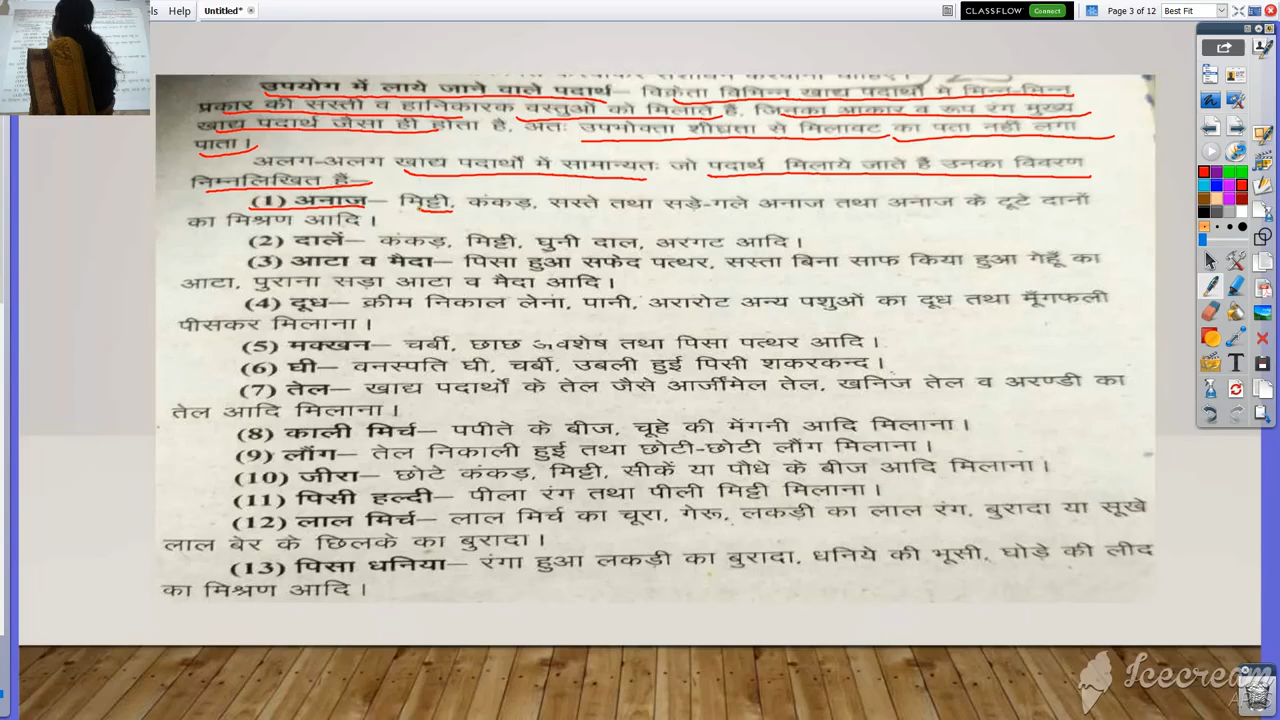 ls Help Untitled* CLASSFLOW Connect Page 3 of 12 Best Fit
उपयोग में लाये जाने वाले पदार्थ– विक्रेता विभिन्न खाद्य पदार्थों में भिन्न-भिन्न
प्रकार की सस्ती व हानिकारक वस्तुओं को मिलाते हैं, जिनका आकार व रूप रंग मुख्य
खाद्य पदार्थ जैसा ही होता है, अतः उपभोक्ता शीघ्रता से मिलावट का पता नहीं लगा
पाता।
अलग-अलग खाद्य पदार्थों में सामान्यतः जो पदार्थ मिलाये जाते हैं उनका विवरण
निम्नलिखित हैं–
(1) अनाज– मिट्टी, कंकड़, सस्ते तथा सड़े-गले अनाज तथा अनाज के टूटे दानों
का मिश्रण आदि।
(2) दालें– कंकड़, मिट्टी, घुनी दाल, अरगट आदि।
(3) आटा व मैदा– पिसा हुआ सफेद पत्थर, सस्ता बिना साफ किया हुआ गेहूँ का
आटा, पुराना सड़ा आटा व मैदा आदि।
(4) दूध– क्रीम निकाल लेना, पानी, अरारोट अन्य पशुओं का दूध तथा मूँगफली
पीसकर मिलाना।
(5) मक्खन– चर्बी, छाछ अवशेष तथा पिसा पत्थर आदि।
(6) घी– वनस्पति घी, चर्बी, उबली हुई पिसी शकरकन्द।
(7) तेल– खाद्य पदार्थों के तेल जैसे आर्जीमेल तेल, खनिज तेल व अरण्डी का
तेल आदि मिलाना।
(8) काली मिर्च– पपीते के बीज, चूहे की मेंगनी आदि मिलाना।
(9) लौंग– तेल निकाली हुई तथा छोटी-छोटी लौंग मिलाना।
(10) जीरा– छोटे कंकड़, मिट्टी, सीकें या पौधे के बीज आदि मिलाना।
(11) पिसी हल्दी– पीला रंग तथा पीली मिट्टी मिलाना।
(12) लाल मिर्च– लाल मिर्च का चूरा, गेरू, लकड़ी का लाल रंग, बुरादा या सूखे
लाल बेर के छिलके का बुरादा।
(13) पिसा धनिया– रंगा हुआ लकड़ी का बुरादा, धनिये की भूसी, घोड़े की लीद
का मिश्रण आदि।
Icecream